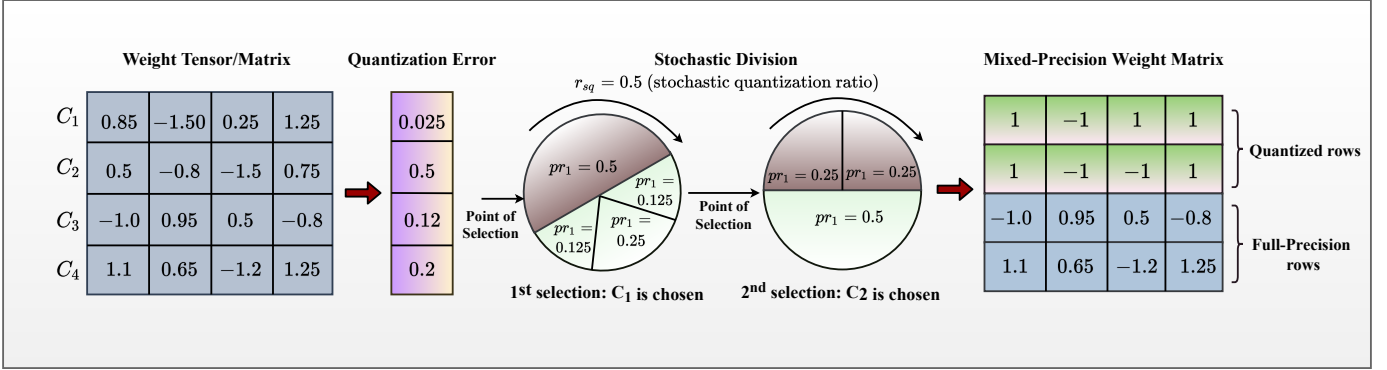 Weight Tensor/Matrix
Quantization Error
Stochastic Division
r_{sq} = 0.5 (stochastic quantization ratio)
Mixed-Precision Weight Matrix
C₁ 0.85 −1.50 0.25 1.25
C₂ 0.5 −0.8 −1.5 0.75
C₃ −1.0 0.95 0.5 −0.8
C₄ 1.1 0.65 −1.2 1.25
0.025
0.5
0.12
0.2
Point of
Selection
pr₁ = 0.5
pr₁ =
0.125
pr₁ =
0.25
pr₁ =
0.125
1st selection: C₁ is chosen
Point of
Selection
pr₁ = 0.25
pr₁ = 0.25
pr₁ = 0.5
2nd selection: C₂ is chosen
1 −1 1 1
1 −1 −1 1
−1.0 0.95 0.5 −0.8
1.1 0.65 −1.2 1.25
Quantized rows
Full-Precision
rows